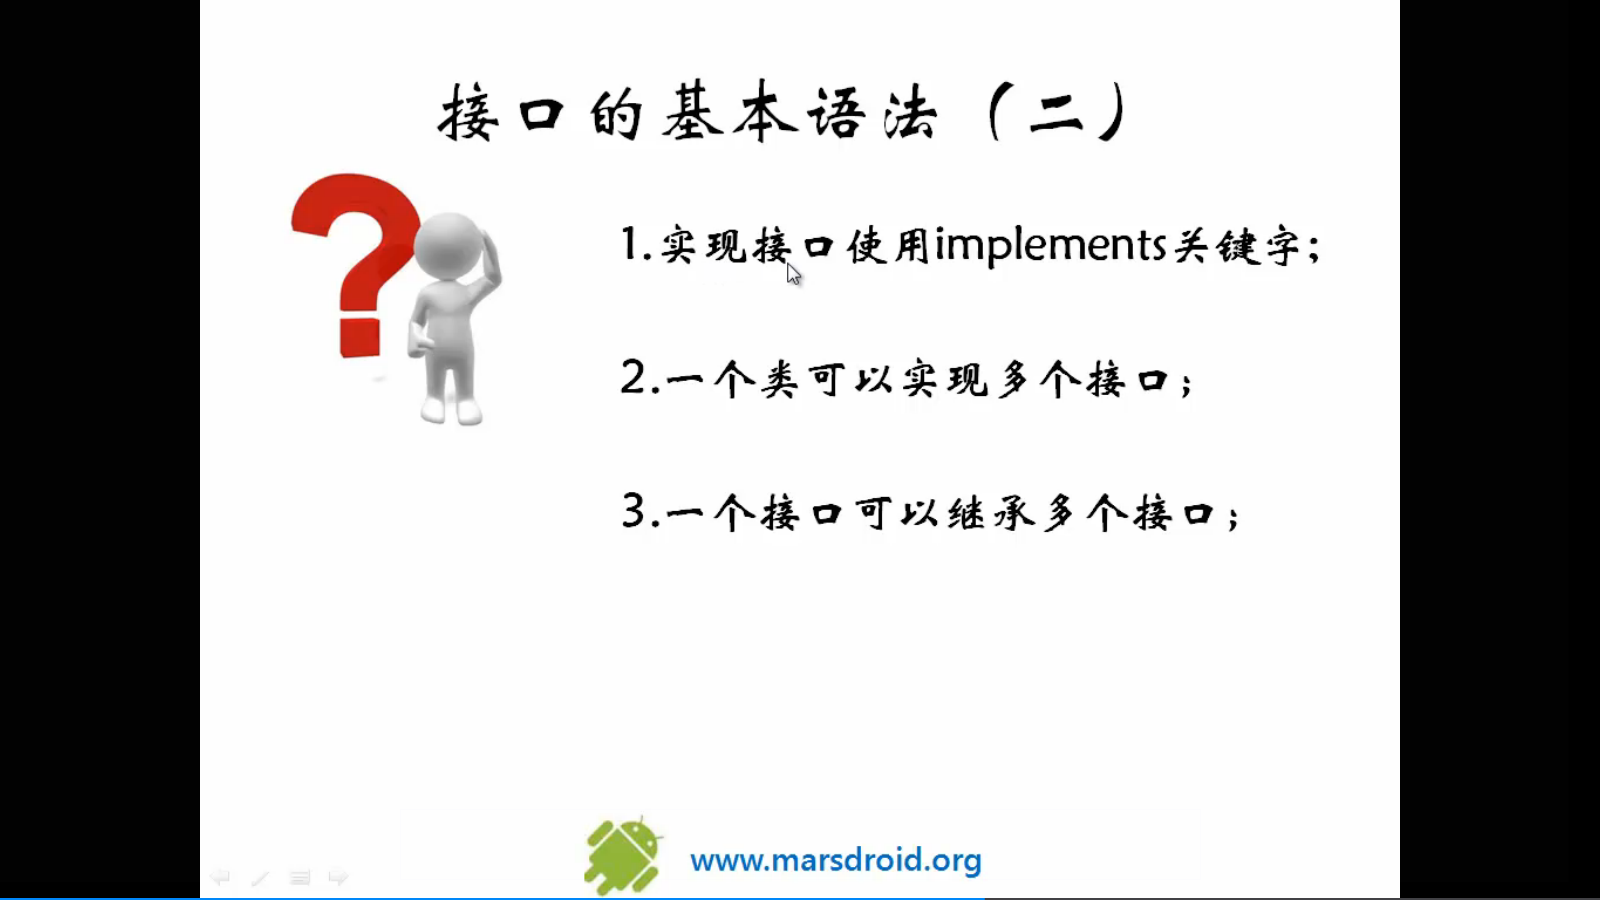 接口的基本语法（二）
1.实现接口使用implements关键字；
2.一个类可以实现多个接口；
3.一个接口可以继承多个接口；
www.marsdroid.org